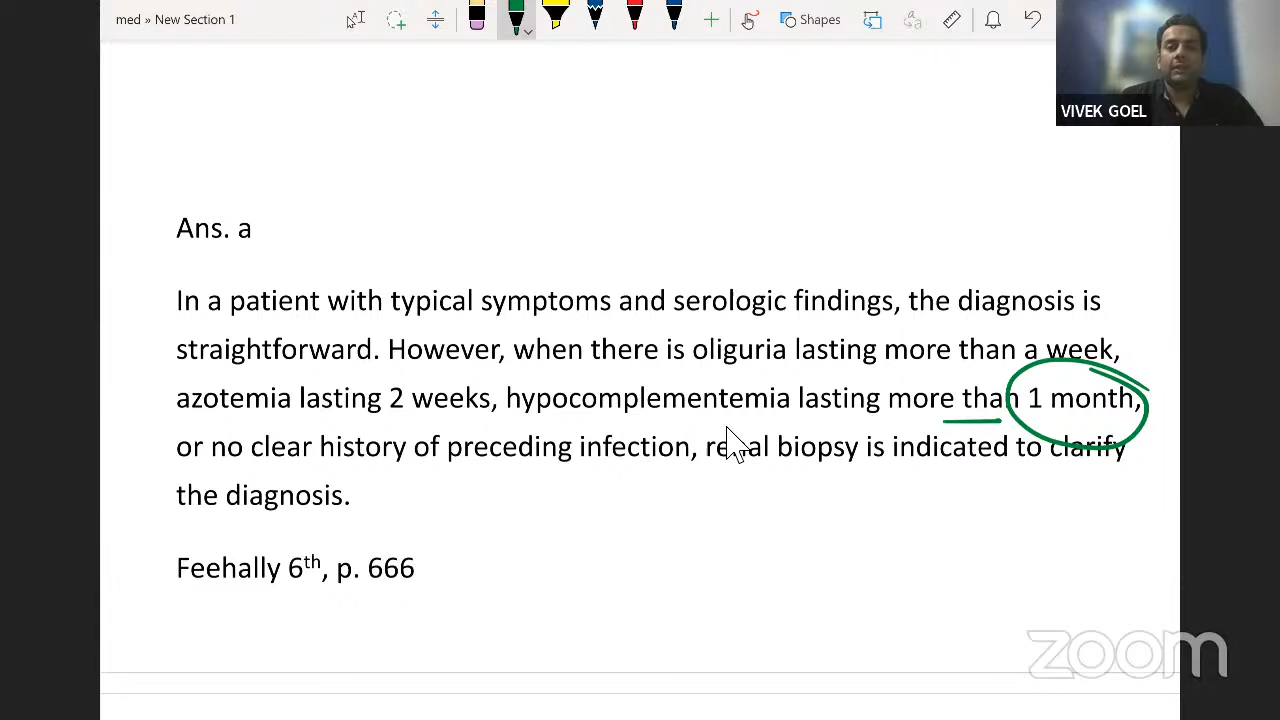 med » New Section 1
Shapes
VIVEK GOEL
Ans. a
In a patient with typical symptoms and serologic findings, the diagnosis is
straightforward. However, when there is oliguria lasting more than a week,
azotemia lasting 2 weeks, hypocomplementemia lasting more than 1 month,
or no clear history of preceding infection, renal biopsy is indicated to clarify
the diagnosis.
Feehally 6th, p. 666
zoom